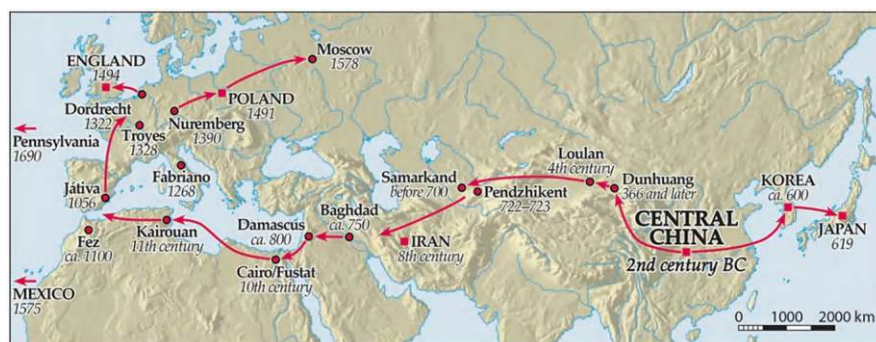 ENGLAND
1494
Moscow
1578
Dordrecht
1322
POLAND
1491
Troyes
1328
Nuremberg
1390
Pennsylvania
1690
Fabriano
1268
Játiva
1056
Samarkand
before 700
Loulan
4th century
Pendzhikent
722–723
Dunhuang
366 and later
KOREA
ca. 600
JAPAN
619
CENTRAL
CHINA
2nd century BC
Fez
ca. 1100
Kairouan
11th century
Damascus
ca. 800
Baghdad
ca. 750
IRAN
8th century
Cairo/Fustat
10th century
MEXICO
1575
0 1000 2000 km